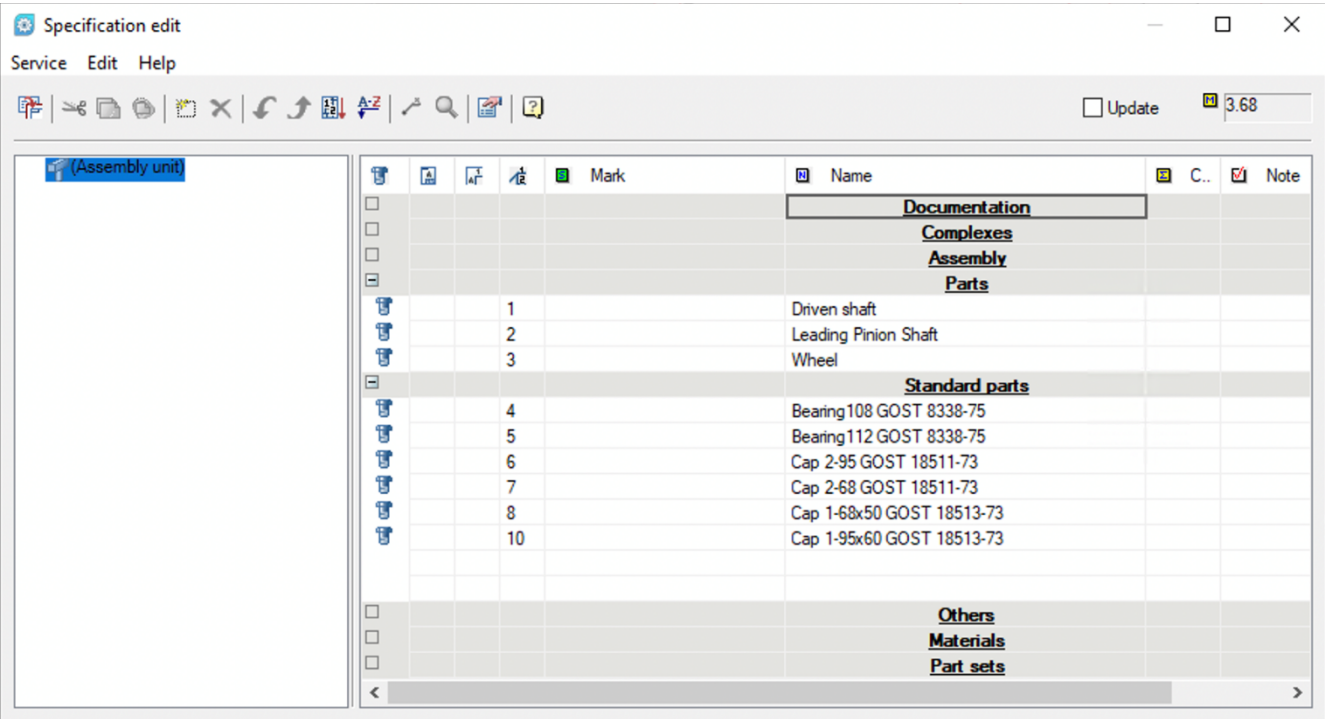 Specification edit
Service Edit Help
Update 3.68
(Assembly unit)
Mark Name C.. Note
Documentation
Complexes
Assembly
Parts
1 Driven shaft
2 Leading Pinion Shaft
3 Wheel
Standard parts
4 Bearing108 GOST 8338-75
5 Bearing112 GOST 8338-75
6 Cap 2-95 GOST 18511-73
7 Cap 2-68 GOST 18511-73
8 Cap 1-68x50 GOST 18513-73
10 Cap 1-95x60 GOST 18513-73
Others
Materials
Part sets